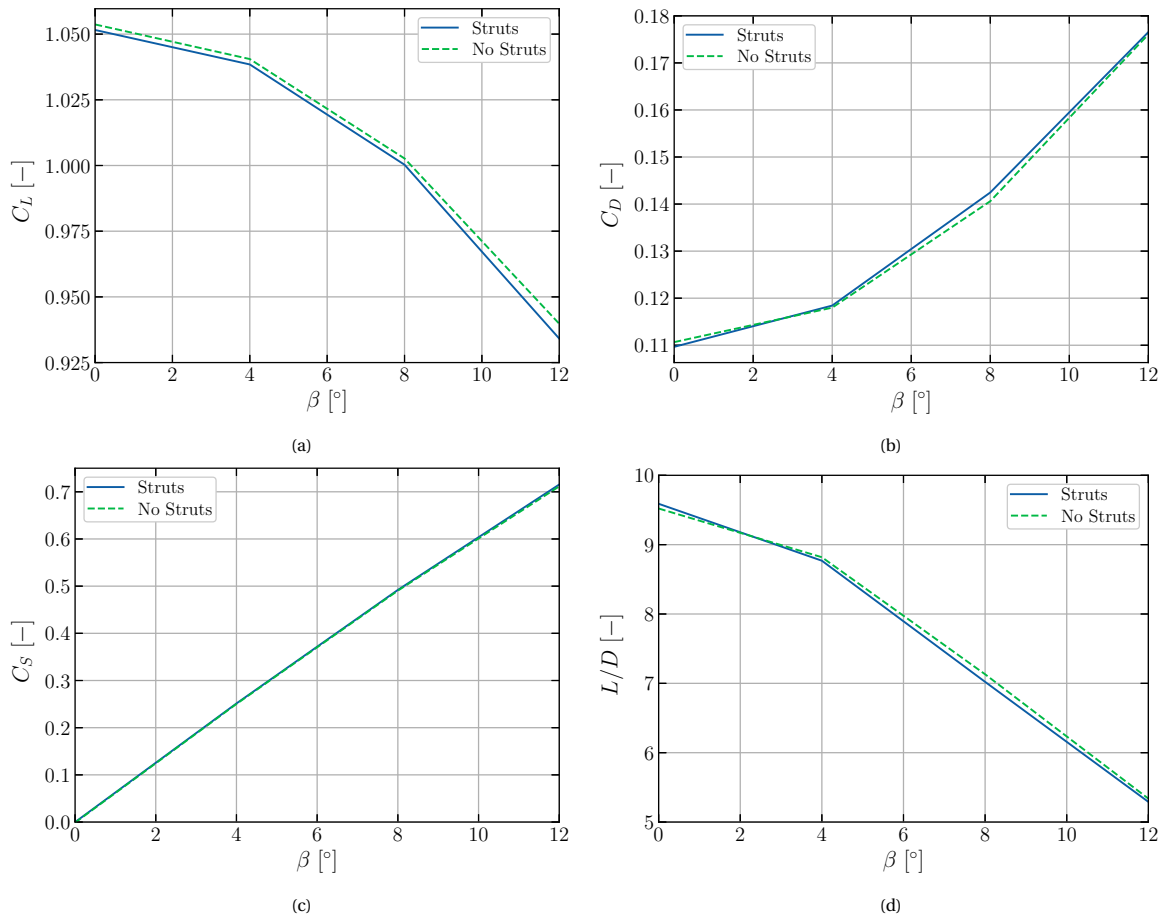 1.050
1.025
1.000
0.975
0.950
0.925
C_L [−]
0 2 4 6 8 10 12
β [°]
Struts
No Struts
(a)
0.18
0.17
0.16
0.15
0.14
0.13
0.12
0.11
C_D [−]
0 2 4 6 8 10 12
β [°]
Struts
No Struts
(b)
0.7
0.6
0.5
0.4
0.3
0.2
0.1
0.0
C_S [−]
0 2 4 6 8 10 12
β [°]
Struts
No Struts
(c)
10
9
8
7
6
5
L/D [−]
0 2 4 6 8 10 12
β [°]
Struts
No Struts
(d)